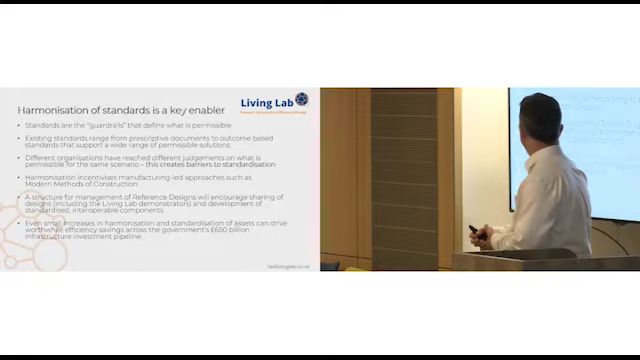 Living Lab
Harmonisation of standards is a key enabler
• Standards are the "guardrails" that define what is permissible
• Existing standards range from prescriptive documents to outcome based
standards that support a wide range of permissible solutions.
• Different organisations have reached different judgements on what is
permissible for the same scenario – this creates barriers to standardisation
• Harmonisation incentivises manufacturing-led approaches such as
Modern Methods of Construction
• A structure for management of Reference Designs will encourage sharing of
designs (including the Living Lab demonstrators) and development of
standardised, interoperable components.
• Even small increases in harmonisation and standardisation of assets can drive
worthwhile efficiency savings across the government's £650 billion
infrastructure investment pipeline.